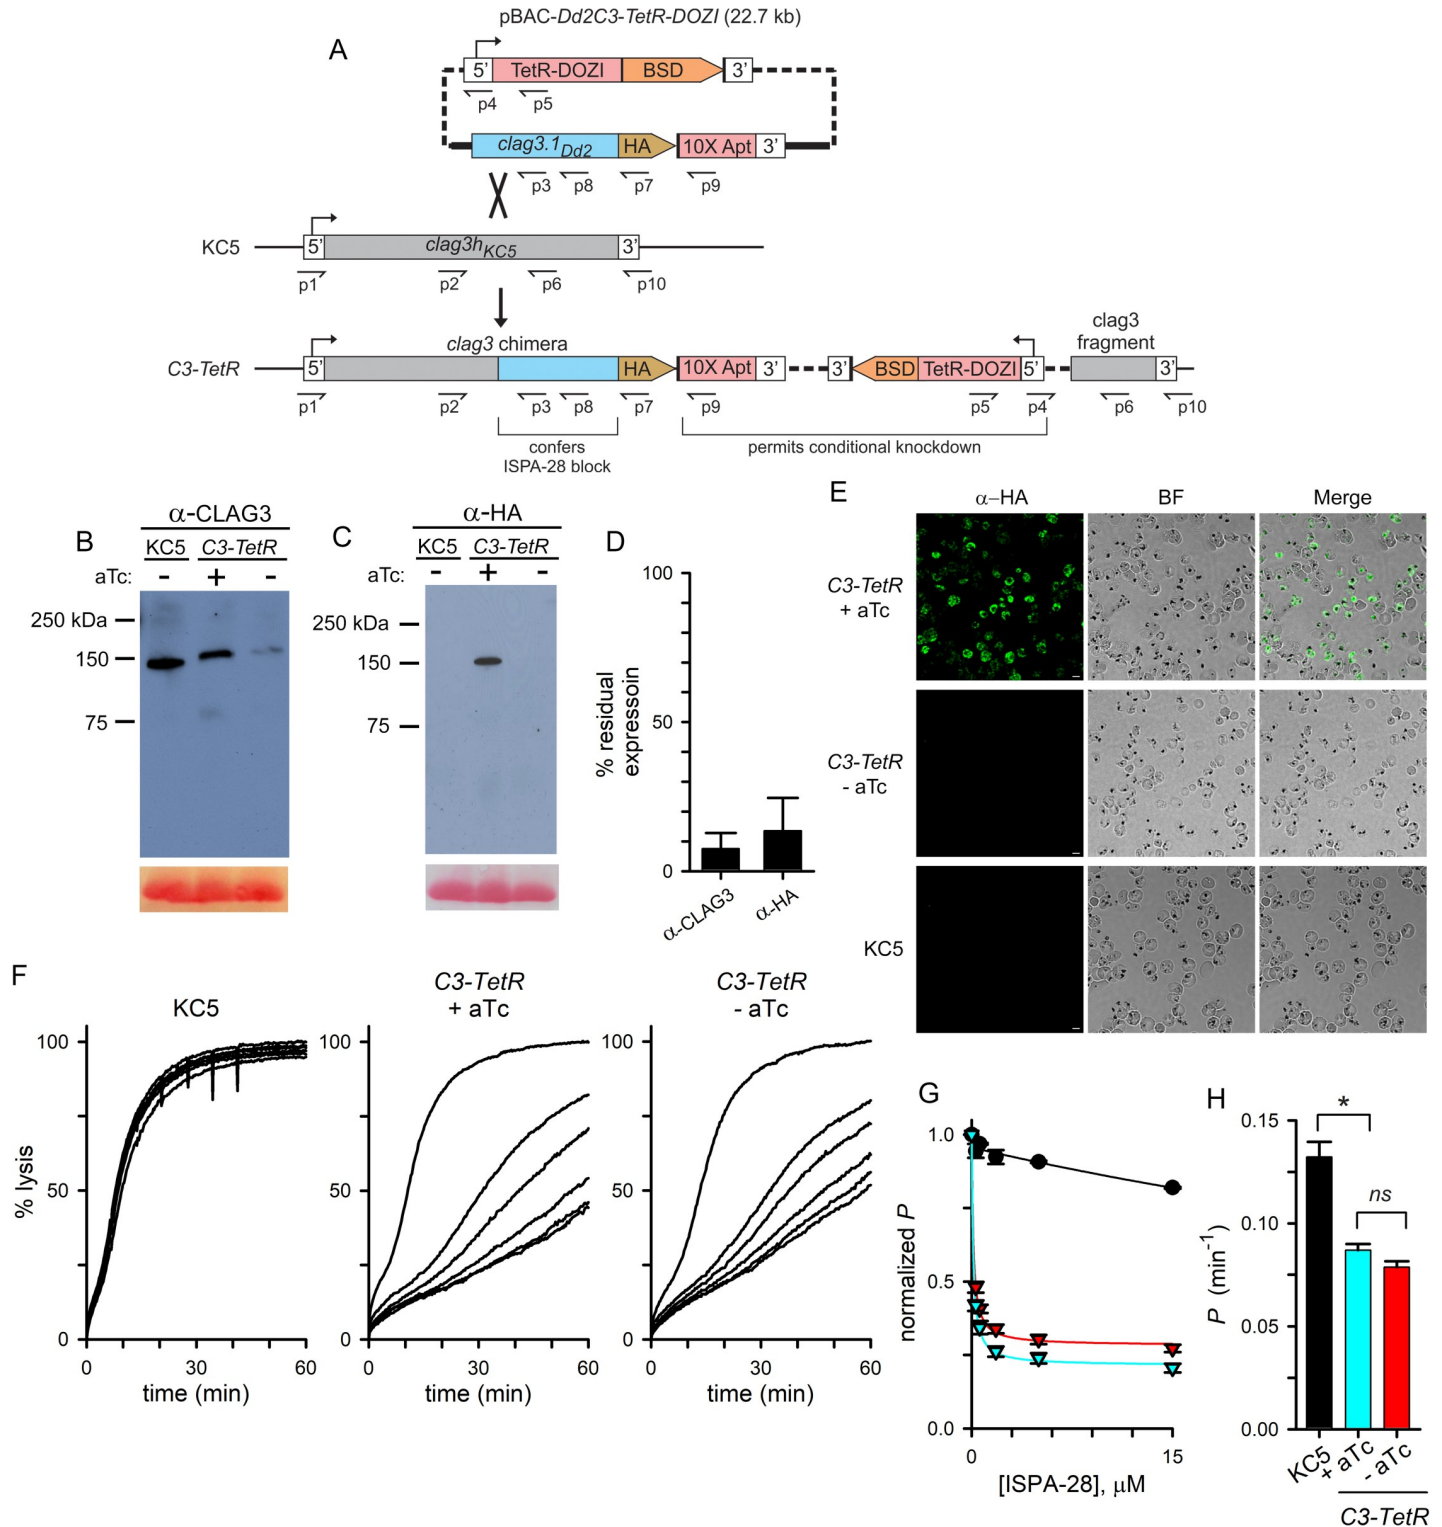 A
pBAC-Dd2C3-TetR-DOZI (22.7 kb)
5’ TetR-DOZI BSD 3’
p4 p5
clag3.1Dd2 HA 10X Apt 3’
p3 p8 p7 p9
KC5 5’ clag3hKC5 3’
p1 p2 p6 p10
clag3 chimera
clag3
fragment
C3-TetR 5’ HA 10X Apt 3’ 3’ BSD TetR-DOZI 5’ 3’
p1 p2 p3 p8 p7 p9 p5 p4 p6 p10
confers
ISPA-28 block
permits conditional knockdown
B
α-CLAG3
KC5 C3-TetR
aTc: - + -
250 kDa
150
75
C
α-HA
KC5 C3-TetR
aTc: - + -
250 kDa
150
75
D
% residual
expressoin
100
50
0
α-CLAG3
α-HA
E
α–HA BF Merge
C3-TetR
+ aTc
C3-TetR
- aTc
KC5
F
KC5
C3-TetR
+ aTc
C3-TetR
- aTc
% lysis
100
50
0
0 30 60
time (min)
100
50
0
0 30 60
time (min)
100
50
0
0 30 60
time (min)
G
normalized P
1.0
0.5
0.0
0 15
[ISPA-28], μM
H
P (min-1)
0.15
0.10
0.05
0.00
*
ns
KC5
+ aTc
- aTc
C3-TetR